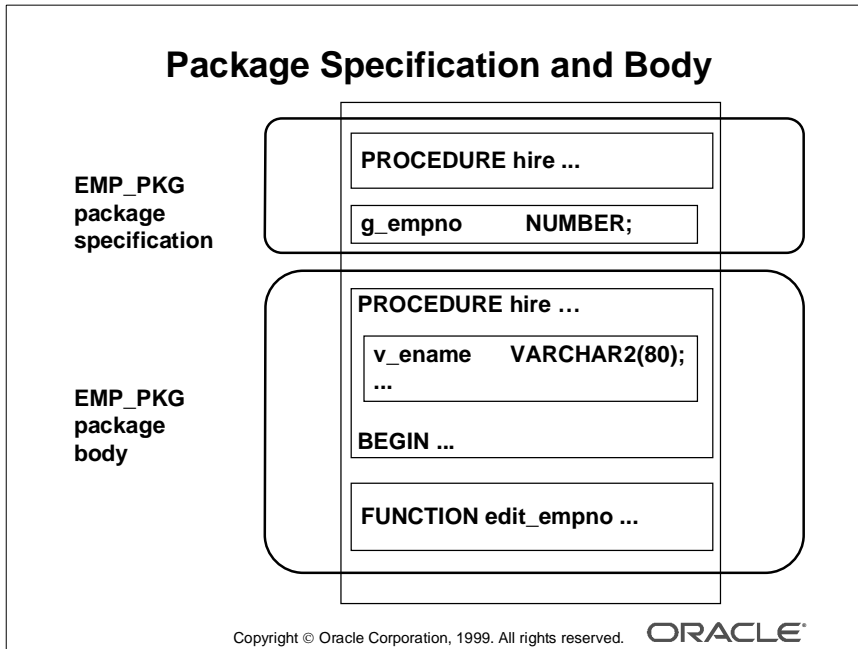 Package Specification and Body
EMP_PKG
package
specification
PROCEDURE hire ...
g_empno NUMBER;
EMP_PKG
package
body
PROCEDURE hire …
v_ename VARCHAR2(80);
...
BEGIN ...
FUNCTION edit_empno ...
Copyright © Oracle Corporation, 1999. All rights reserved. ORACLE®